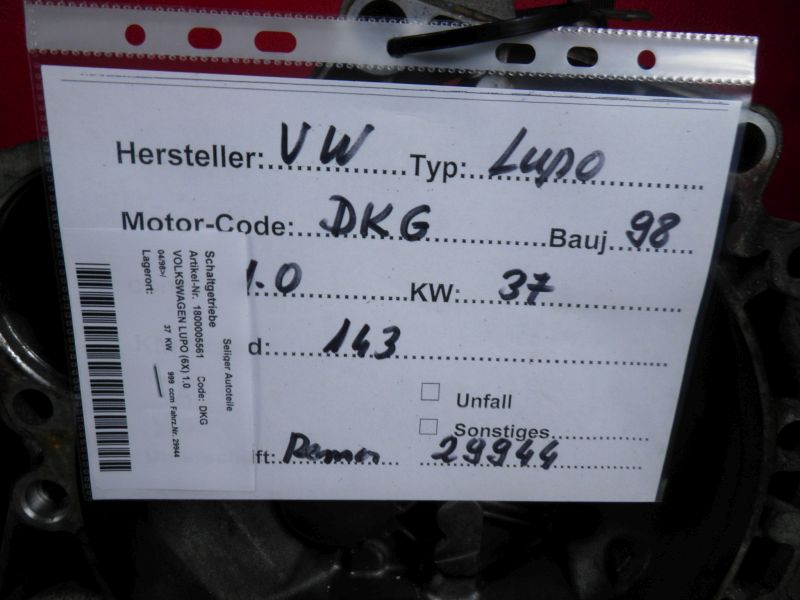 Hersteller: VW Typ: Lupo
Motor-Code: DKG Bauj. 98
1.0 KW: 37
d: 143
Unfall
Sonstiges
ift: 29944
Seliger Autoteile
Schaltgetriebe
Artikel-Nr. 1800005561 Code: DKG
VOLKSWAGEN LUPO (6X) 1.0
04/98>/ 37 KW 999 ccm Fahrz.Nr. 29944
Lagerort: